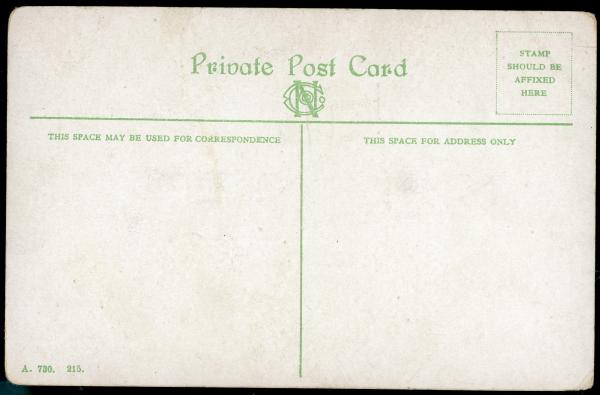 Private Post Card
STAMP
SHOULD BE
AFFIXED
HERE
THIS SPACE MAY BE USED FOR CORRESPONDENCE
THIS SPACE FOR ADDRESS ONLY
A. 730. 215.